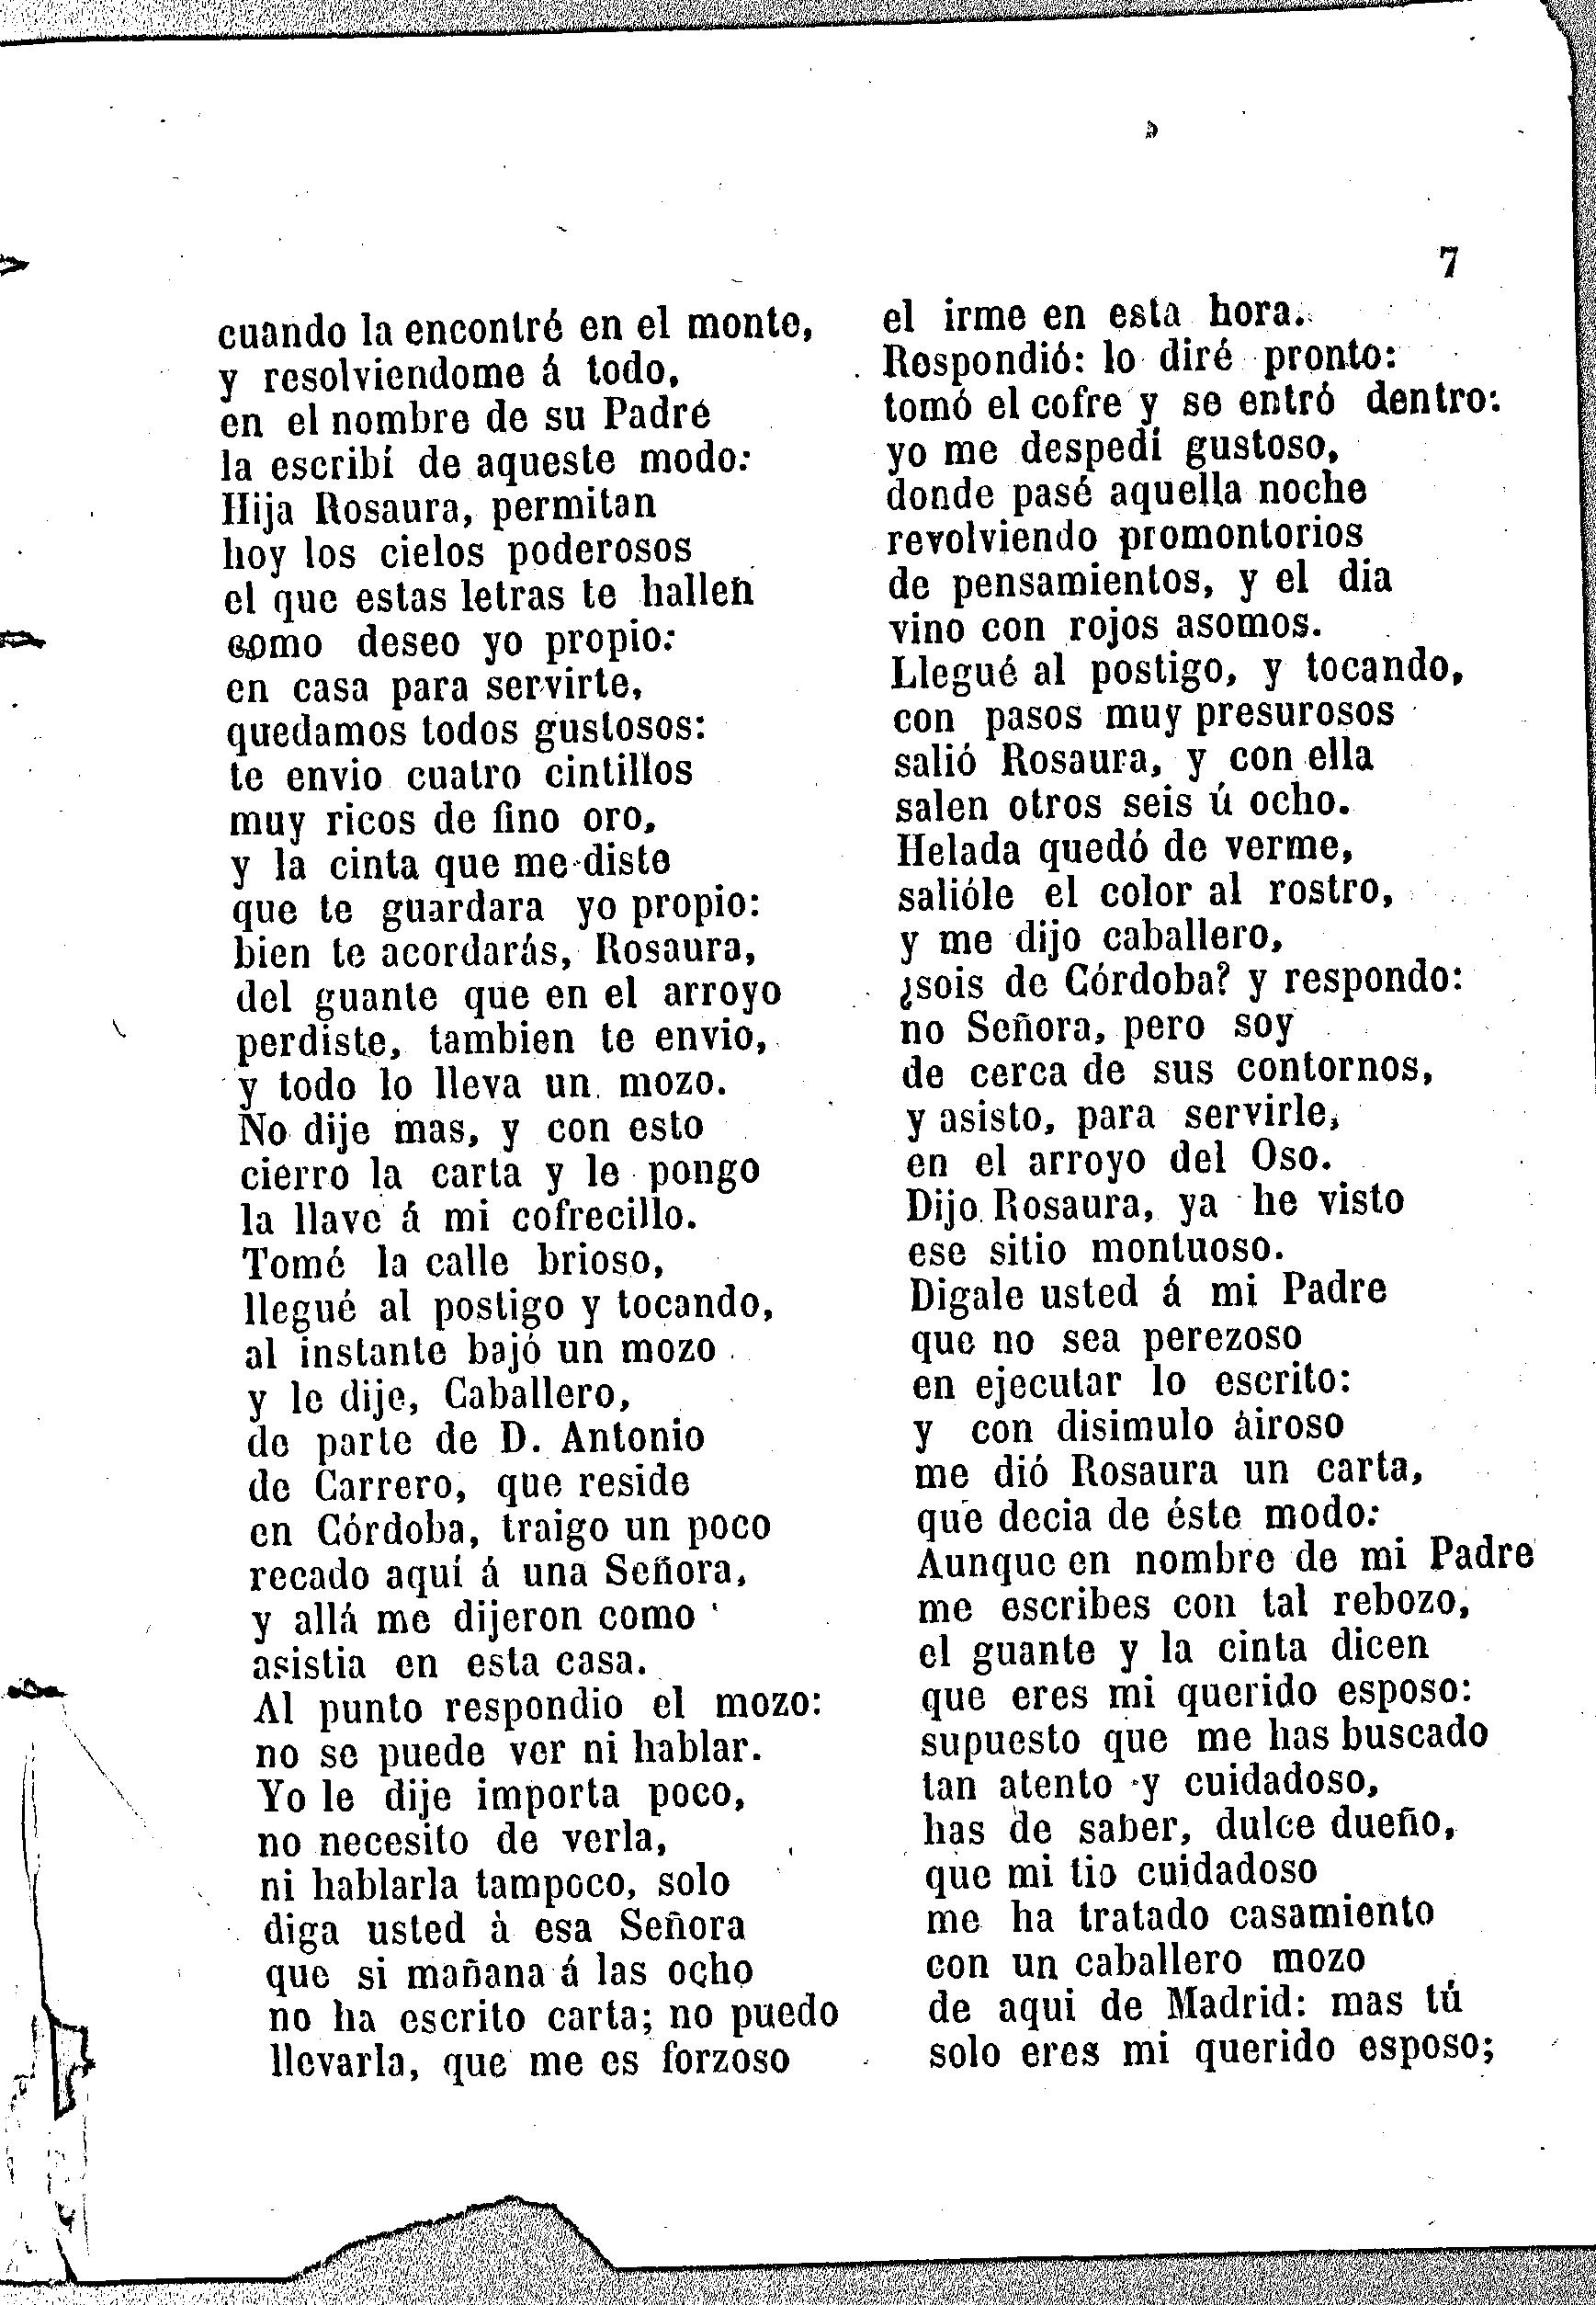 7
cuando la encontré en el monte,
y resolviendome á todo,
en el nombre de su Padré
la escribí de aqueste modo:
Hija Rosaura, permitan
hoy los cielos poderosos
el que estas letras te hallen
como deseo yo propio:
en casa para servirte,
quedamos todos gustosos:
te envio cuatro cintillos
muy ricos de fino oro,
y la cinta que me diste
que te guardara yo propio:
bien te acordarás, Rosaura,
del guante que en el arroyo
perdiste, tambien te envio,
y todo lo lleva un mozo.
No dije mas, y con esto
cierro la carta y le pongo
la llave á mi cofrecillo.
Tomé la calle brioso,
llegué al postigo y tocando,
al instante bajó un mozo
y le dije, Caballero,
de parte de D. Antonio
de Carrero, que reside
en Córdoba, traigo un poco
recado aquí á una Señora,
y allá me dijeron como
asistia en esta casa.
Al punto respondio el mozo:
no se puede ver ni hablar.
Yo le dije importa poco,
no necesito de verla,
ni hablarla tampoco, solo
diga usted à esa Señora
que si mañana á las ocho
no ha escrito carta; no puedo
llevarla, que me es forzoso
el irme en esta hora.
Respondió: lo diré pronto:
tomó el cofre y se entró dentro:
yo me despedí gustoso,
donde pasé aquella noche
revolviendo promontorios
de pensamientos, y el dia
vino con rojos asomos.
Llegué al postigo, y tocando,
con pasos muy presurosos
salió Rosaura, y con ella
salen otros seis ú ocho.
Helada quedó de verme,
salióle el color al rostro,
y me dijo caballero,
¿sois de Córdoba? y respondo:
no Señora, pero soy
de cerca de sus contornos,
y asisto, para servirle,
en el arroyo del Oso.
Dijo Rosaura, ya he visto
ese sitio montuoso.
Digale usted á mi Padre
que no sea perezoso
en ejecutar lo escrito:
y con disimulo àiroso
me dió Rosaura un carta,
que decia de éste modo:
Aunque en nombre de mi Padre
me escribes con tal rebozo,
el guante y la cinta dicen
que eres mi querido esposo:
supuesto que me has buscado
tan atento y cuidadoso,
has de saber, dulce dueño,
que mi tio cuidadoso
me ha tratado casamiento
con un caballero mozo
de aqui de Madrid: mas tú
solo eres mi querido esposo;